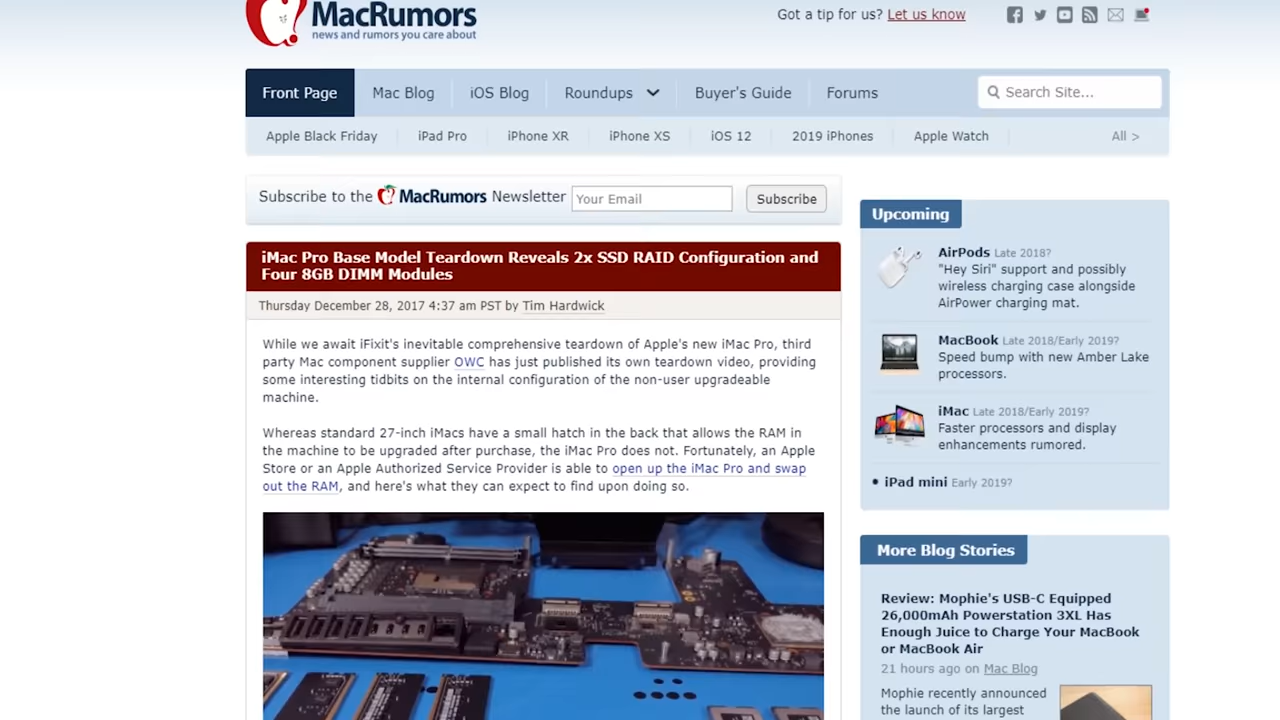 MacRumors
news and rumors you care about
Got a tip for us? Let us know
Front Page
Mac Blog
iOS Blog
Roundups
Buyer's Guide
Forums
Search Site...
Apple Black Friday
iPad Pro
iPhone XR
iPhone XS
iOS 12
2019 iPhones
Apple Watch
All >
Subscribe to the MacRumors Newsletter
Your Email
Subscribe
iMac Pro Base Model Teardown Reveals 2x SSD RAID Configuration and
Four 8GB DIMM Modules
Thursday December 28, 2017 4:37 am PST by Tim Hardwick
While we await iFixit's inevitable comprehensive teardown of Apple's new iMac Pro, third
party Mac component supplier OWC has just published its own teardown video, providing
some interesting tidbits on the internal configuration of the non-user upgradeable
machine.
Whereas standard 27-inch iMacs have a small hatch in the back that allows the RAM in
the machine to be upgraded after purchase, the iMac Pro does not. Fortunately, an Apple
Store or an Apple Authorized Service Provider is able to open up the iMac Pro and swap
out the RAM, and here's what they can expect to find upon doing so.
Upcoming
AirPods Late 2018?
"Hey Siri" support and possibly
wireless charging case alongside
AirPower charging mat.
MacBook Late 2018/Early 2019?
Speed bump with new Amber Lake
processors.
iMac Late 2018/Early 2019?
Faster processors and display
enhancements rumored.
• iPad mini Early 2019?
More Blog Stories
Review: Mophie's USB-C Equipped
26,000mAh Powerstation 3XL Has
Enough Juice to Charge Your MacBook
or MacBook Air
21 hours ago on Mac Blog
Mophie recently announced
the launch of its largest